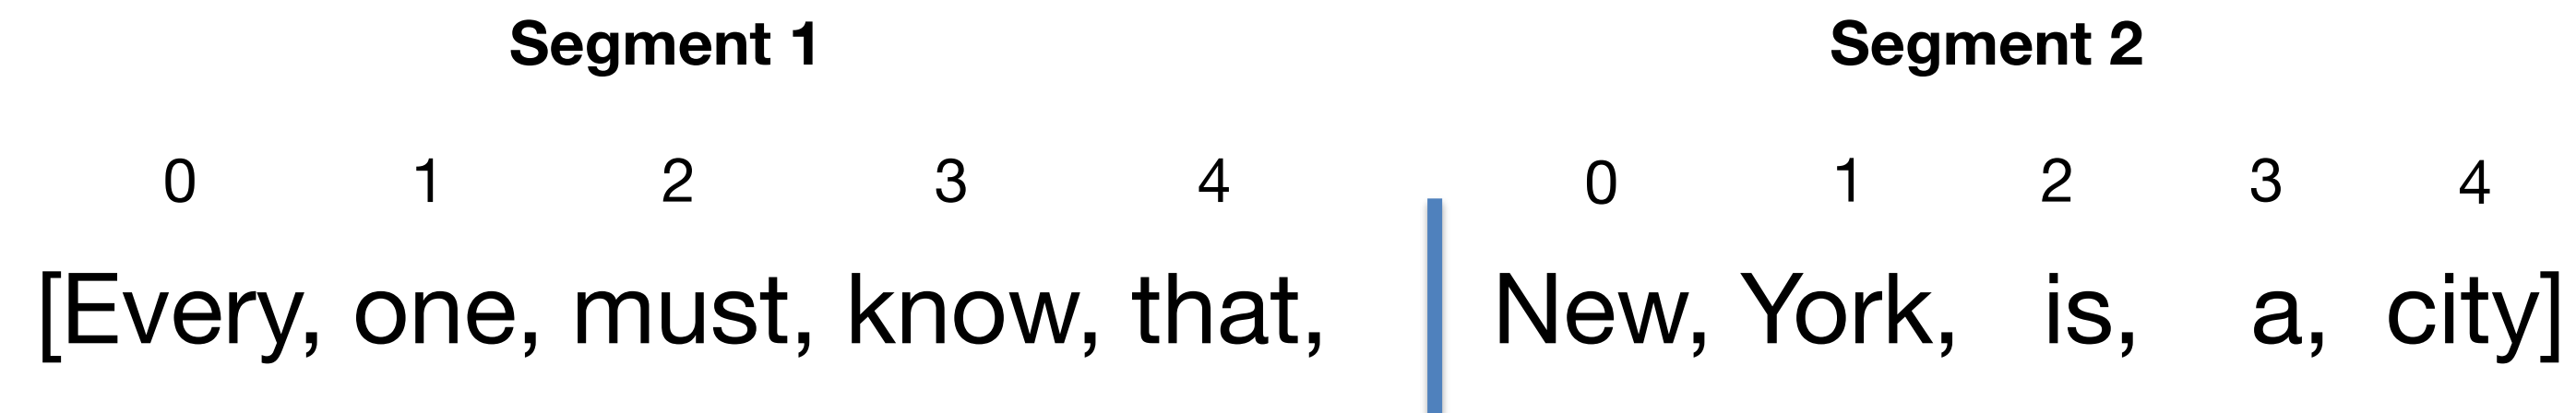 Segment 1 Segment 2
0 1 2 3 4 0 1 2 3 4
[Every, one, must, know, that, New, York, is, a, city]